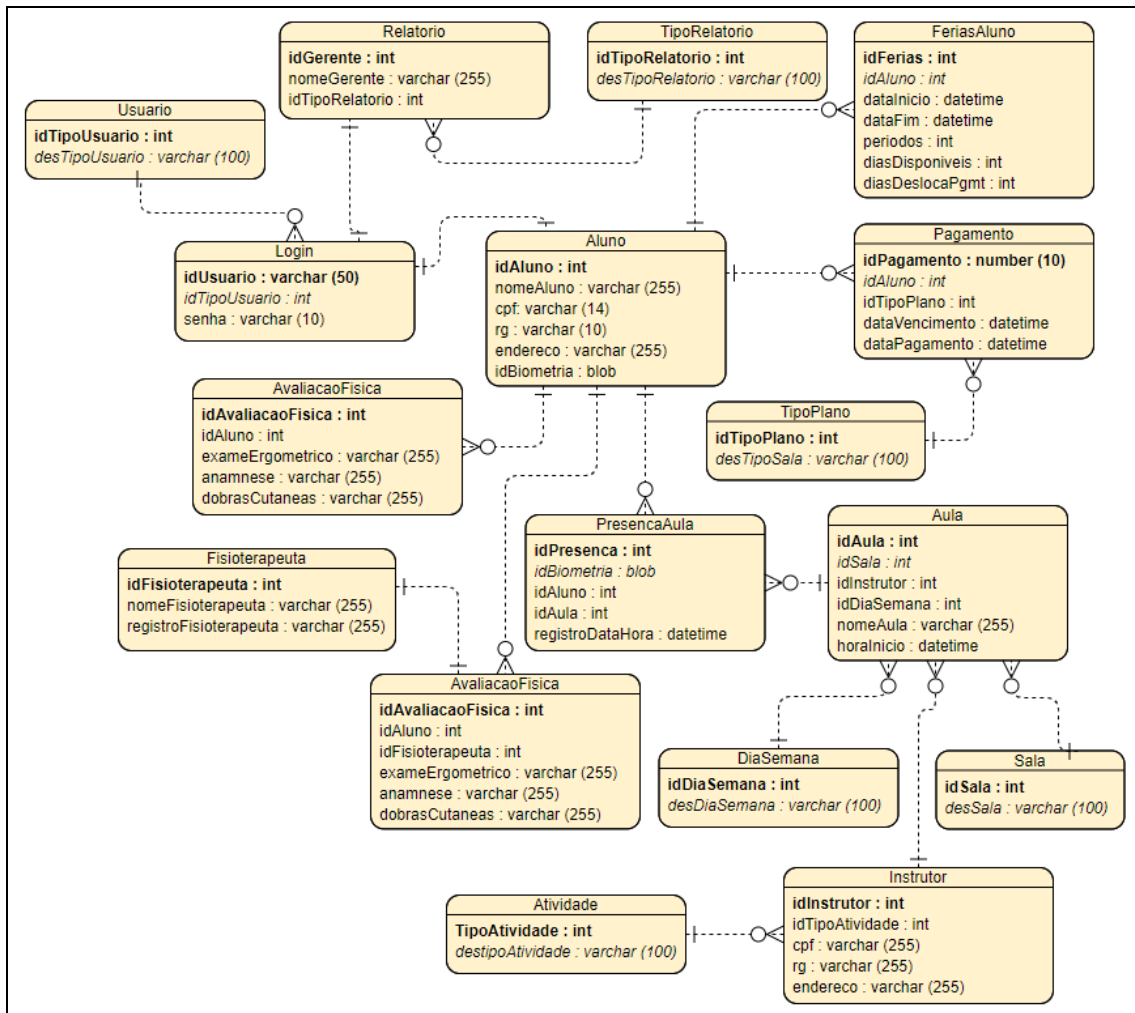 Relatorio
idGerente : int
nomeGerente : varchar (255)
idTipoRelatorio : int
TipoRelatorio
idTipoRelatorio : int
desTipoRelatorio : varchar (100)
FeriasAluno
idFerias : int
idAluno : int
dataInicio : datetime
dataFim : datetime
periodos : int
diasDisponiveis : int
diasDeslocaPgmt : int
Usuario
idTipoUsuario : int
desTipoUsuario : varchar (100)
Login
idUsuario : varchar (50)
idTipoUsuario : int
senha : varchar (10)
Aluno
idAluno : int
nomeAluno : varchar (255)
cpf: varchar (14)
rg : varchar (10)
endereco : varchar (255)
idBiometria : blob
Pagamento
idPagamento : number (10)
idAluno : int
idTipoPlano : int
dataVencimento : datetime
dataPagamento : datetime
AvaliacaoFisica
idAvaliacaoFisica : int
idAluno : int
exameErgometrico : varchar (255)
anamnese : varchar (255)
dobrasCutaneas : varchar (255)
TipoPlano
idTipoPlano : int
desTipoSala : varchar (100)
Fisioterapeuta
idFisioterapeuta : int
nomeFisioterapeuta : varchar (255)
registroFisioterapeuta : varchar (255)
PresencaAula
idPresenca : int
idBiometria : blob
idAluno : int
idAula : int
registroDataHora : datetime
Aula
idAula : int
idSala : int
idInstrutor : int
idDiaSemana : int
nomeAula : varchar (255)
horaInicio : datetime
AvaliacaoFisica
idAvaliacaoFisica : int
idAluno : int
idFisioterapeuta : int
exameErgometrico : varchar (255)
anamnese : varchar (255)
dobrasCutaneas : varchar (255)
DiaSemana
idDiaSemana : int
desDiaSemana : varchar (100)
Sala
idSala : int
desSala : varchar (100)
Atividade
TipoAtividade : int
destipoAtividade : varchar (100)
Instrutor
idInstrutor : int
idTipoAtividade : int
cpf : varchar (255)
rg : varchar (255)
endereco : varchar (255)